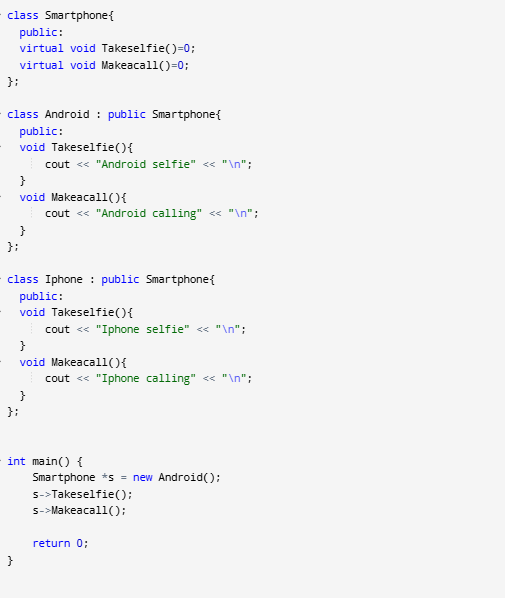 class Smartphone{
public:
virtual void Takeselfie()=0;
virtual void Makeacall()=0;
};
class Android : public Smartphone{
public:
void Takeselfie(){
cout << "Android selfie" << "\n";
}
void Makeacall(){
cout << "Android calling" << "\n";
}
};
class Iphone : public Smartphone{
public:
void Takeselfie(){
cout << "Iphone selfie" << "\n";
}
void Makeacall(){
cout << "Iphone calling" << "\n";
}
};
int main() {
Smartphone *s = new Android();
s->Takeselfie();
s->Makeacall();
return 0;
}